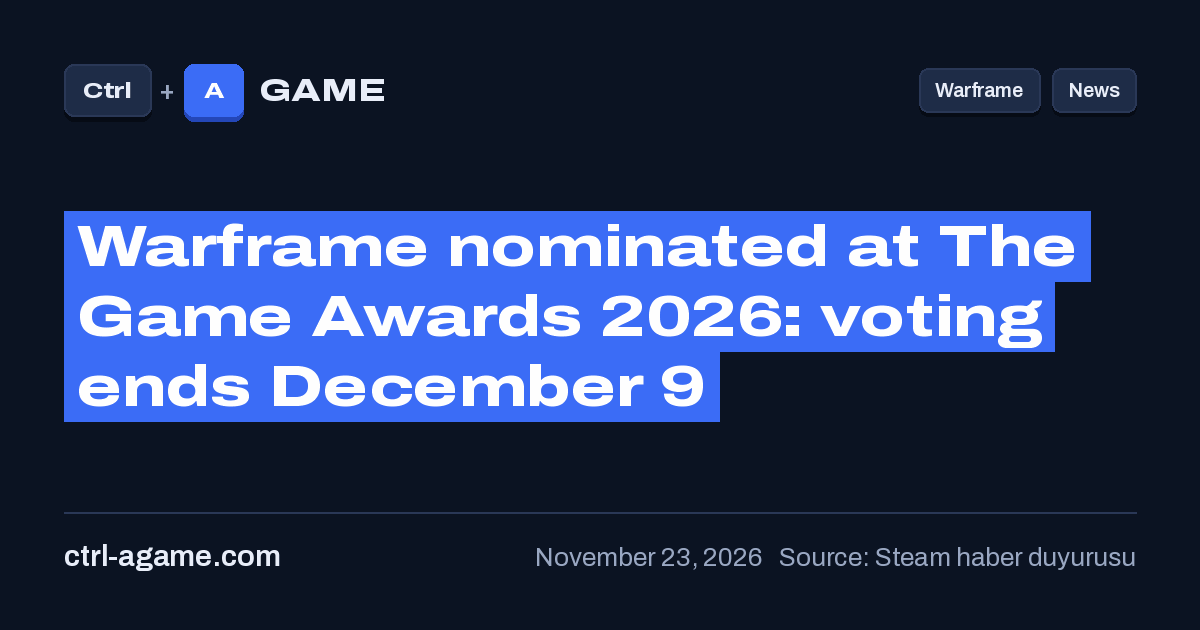 Ctrl + A GAME
Warframe News
Warframe nominated at The
Game Awards 2026: voting
ends December 9
ctrl-agame.com
November 23, 2026 Source: Steam haber duyurusu